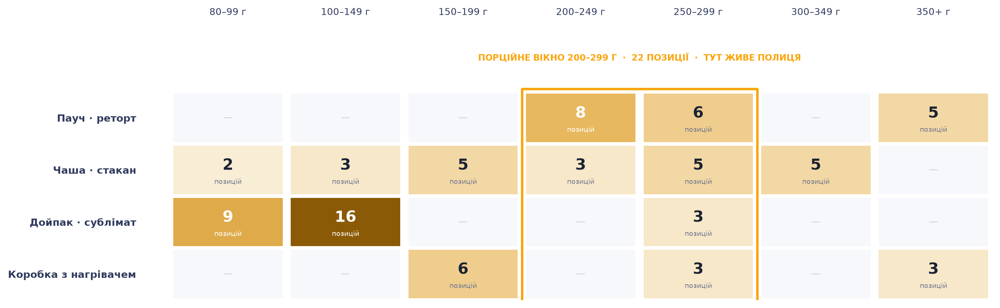 80–99 г 100–149 г 150–199 г 200–249 г 250–299 г 300–349 г 350+ г
ПОРЦІЙНЕ ВІКНО 200–299 Г · 22 ПОЗИЦІЇ · ТУТ ЖИВЕ ПОЛИЦЯ
Пауч · реторт — — — 8 позицій 6 позицій — 5 позицій
Чаша · стакан 2 позицій 3 позицій 5 позицій 3 позицій 5 позицій 5 позицій —
Дойпак · сублімат 9 позицій 16 позицій — — 3 позицій — —
Коробка з нагрівачем — — 6 позицій — 3 позицій — 3 позицій